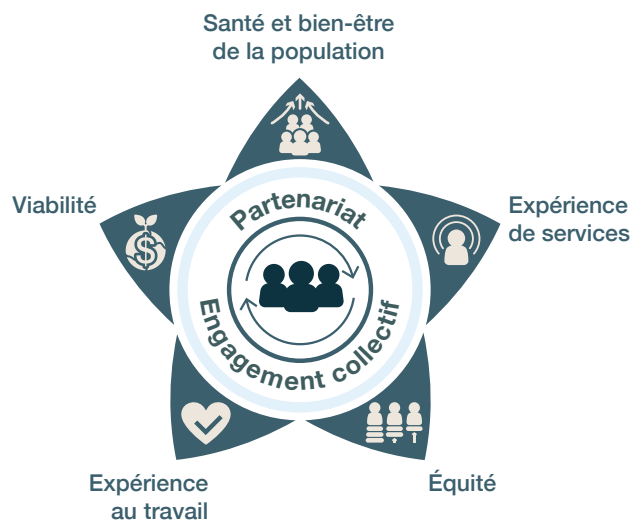 Santé et bien-être
de la population
Viabilité
Expérience
de services
Partenariat
Engagement collectif
Expérience
au travail
Équité